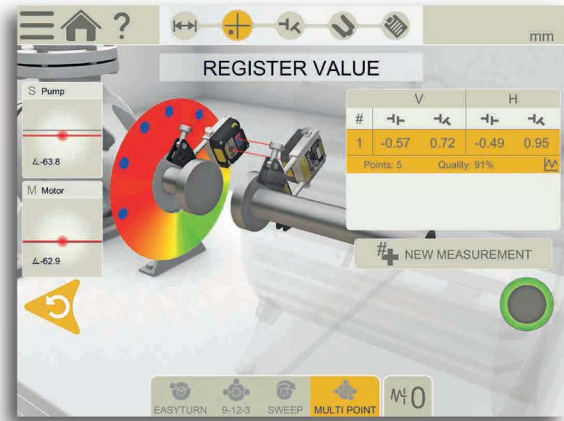 ?
mm
REGISTER VALUE
S Pump
∡-63.8
M Motor
∡-62.9
V H
#
1 -0.57 0.72 -0.49 0.95
Points: 5 Quality: 91%
# NEW MEASUREMENT
EASYTURN 9-12-3 SWEEP MULTI POINT
0